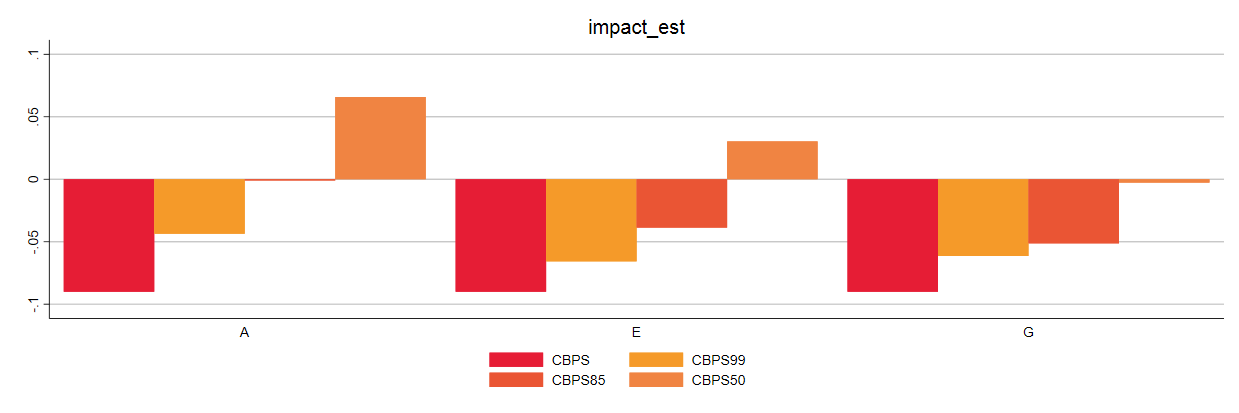 impact_est
.1
.05
0
-.05
-.1
A E G
CBPS CBPS99
CBPS85 CBPS50